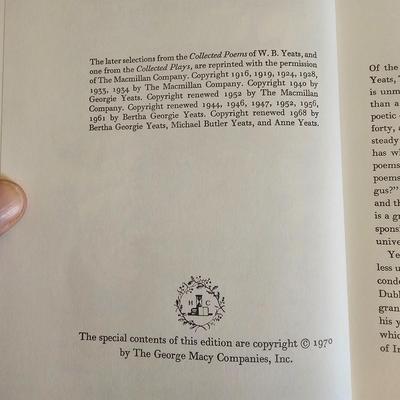 The later selections from the Collected Poems of W. B. Yeats, and
one from the Collected Plays, are reprinted with the permission
of The Macmillan Company. Copyright 1916, 1919, 1924, 1928,
1933, 1934 by The Macmillan Company. Copyright 1940 by
Georgie Yeats. Copyright renewed 1952 by The Macmillan
Company. Copyright renewed 1944, 1946, 1947, 1952, 1956,
1961 by Bertha Georgie Yeats. Copyright renewed 1968 by
Bertha Georgie Yeats, Michael Butler Yeats, and Anne Yeats.
H C
The special contents of this edition are copyright © 1970
by The George Macy Companies, Inc.
Of the
Yeats, T
is unm
than a
poetic
forty, a
steady
has wi
poems
poems
gus?"
and th
is a gr
sponsi
unive
Ye
less u
conde
Dubl
gran
his y
whic
of Ir